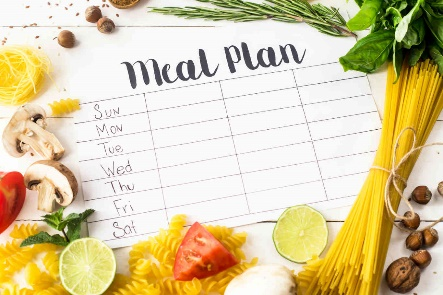 Meal Plan
Sun
Mon
Tue
Wed
Thu
Fri
Sat